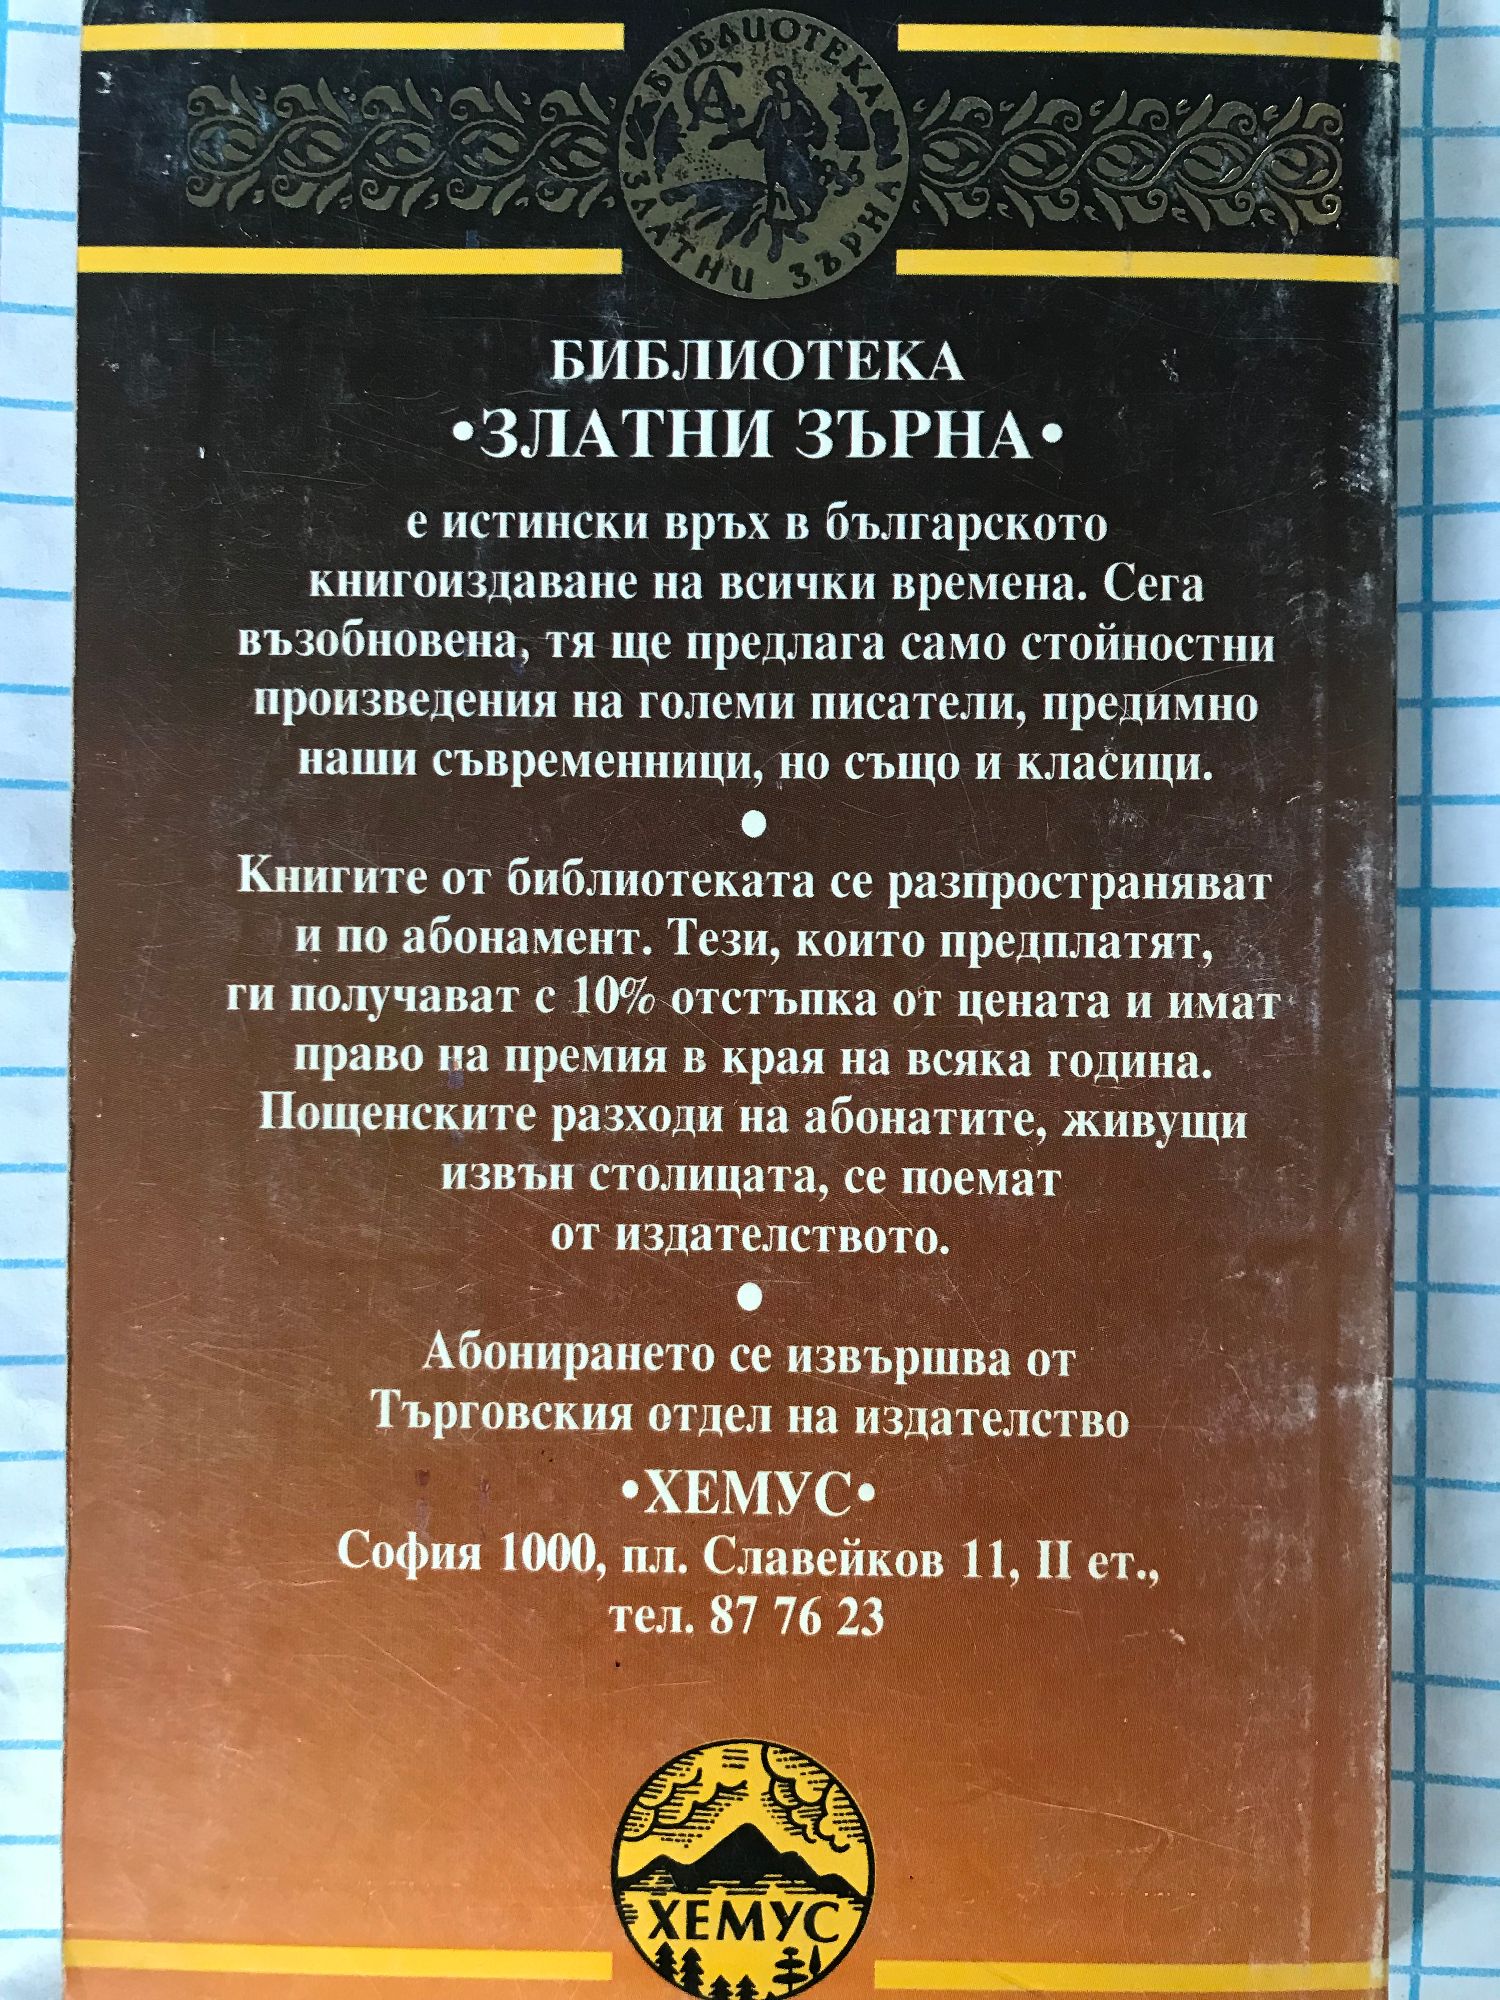 БИБЛИОТЕКА
ЗЛАТНИ ЗЪРНА
БИБЛИОТЕКА
•ЗЛАТНИ ЗЪРНА•
е истински връх в българското
книгоиздаване на всички времена. Сега
възобновена, тя ще предлага само стойностни
произведения на големи писатели, предимно
наши съвременници, но също и класици.
•
Книгите от библиотеката се разпространяват
и по абонамент. Тези, които предплатят,
ги получават с 10% отстъпка от цената и имат
право на премия в края на всяка година.
Пощенските разходи на абонатите, живущи
извън столицата, се поемат
от издателството.
•
Абонирането се извършва от
Търговския отдел на издателство
•ХЕМУС•
София 1000, пл. Славейков 11, II ет.,
тел. 87 76 23
ХЕМУС